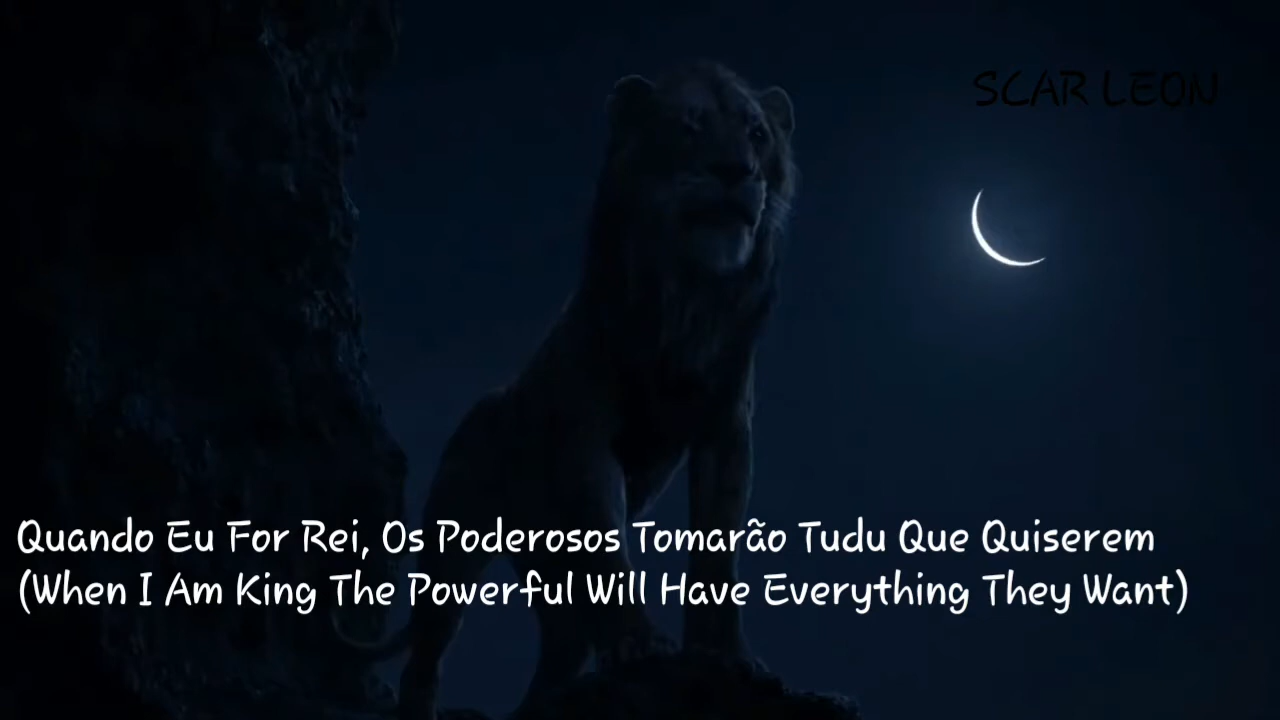 SCAR LEON
Quando Eu For Rei, Os Poderosos Tomarão Tudu Que Quiserem
(When I Am King The Powerful Will Have Everything They Want)